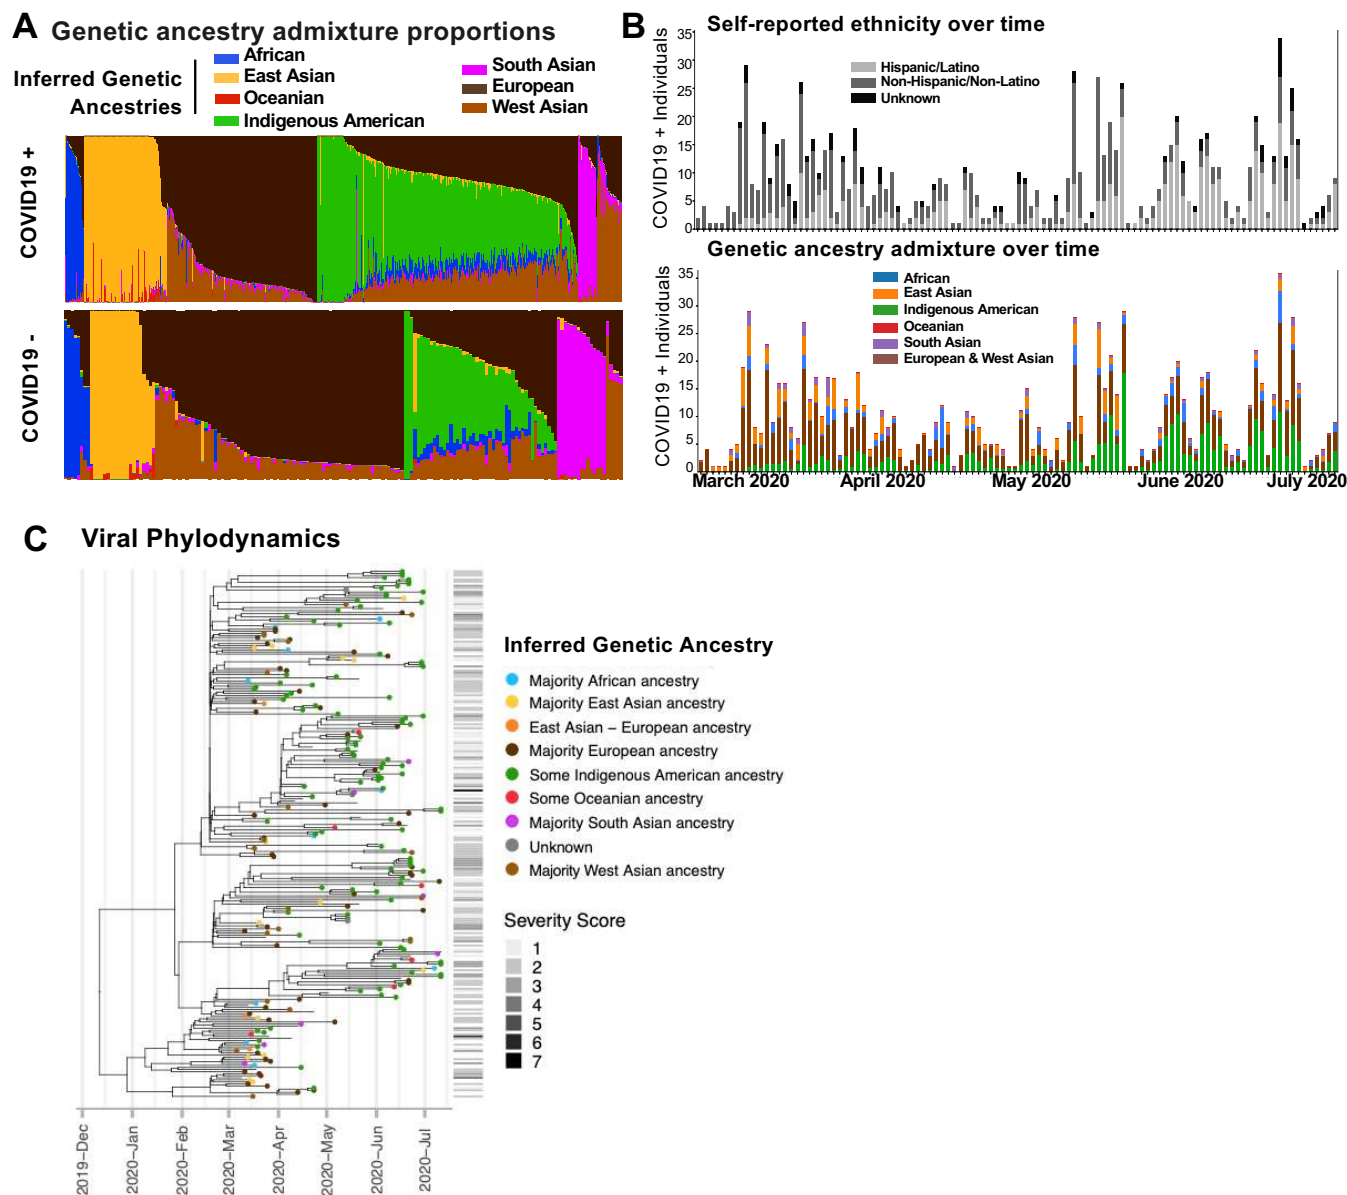 A Genetic ancestry admixture proportions
Inferred Genetic
Ancestries
African
East Asian
Oceanian
Indigenous American
South Asian
European
West Asian
COVID19 +
COVID19 -
B Self-reported ethnicity over time
COVID19 + Individuals
35
30
25
20
15
10
5
0
Hispanic/Latino
Non-Hispanic/Non-Latino
Unknown
Genetic ancestry admixture over time
COVID19 + Individuals
35
30
25
20
15
10
5
0
African
East Asian
Indigenous American
Oceanian
South Asian
European & West Asian
March 2020 April 2020 May 2020 June 2020 July 2020
C Viral Phylodynamics
2019-Dec
2020-Jan
2020-Feb
2020-Mar
2020-Apr
2020-May
2020-Jun
2020-Jul
Inferred Genetic Ancestry
Majority African ancestry
Majority East Asian ancestry
East Asian – European ancestry
Majority European ancestry
Some Indigenous American ancestry
Some Oceanian ancestry
Majority South Asian ancestry
Unknown
Majority West Asian ancestry
Severity Score
1
2
3
4
5
6
7